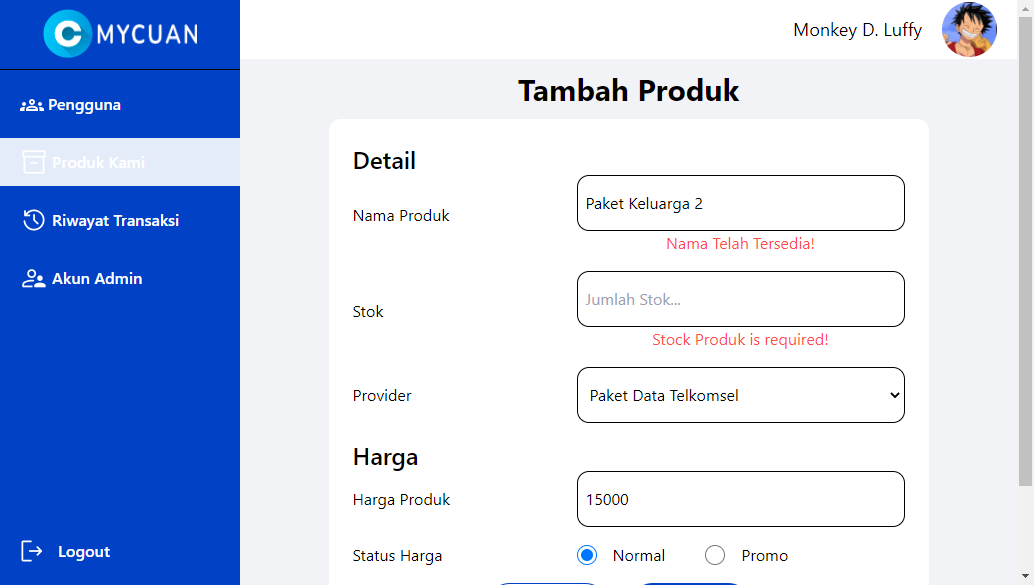 C MYCUAN
Monkey D. Luffy
Pengguna
Produk Kami
Riwayat Transaksi
Akun Admin
Logout
Tambah Produk
Detail
Nama Produk
Paket Keluarga 2
Nama Telah Tersedia!
Stok
Jumlah Stok...
Stock Produk is required!
Provider
Paket Data Telkomsel
Harga
Harga Produk
15000
Status Harga
Normal
Promo